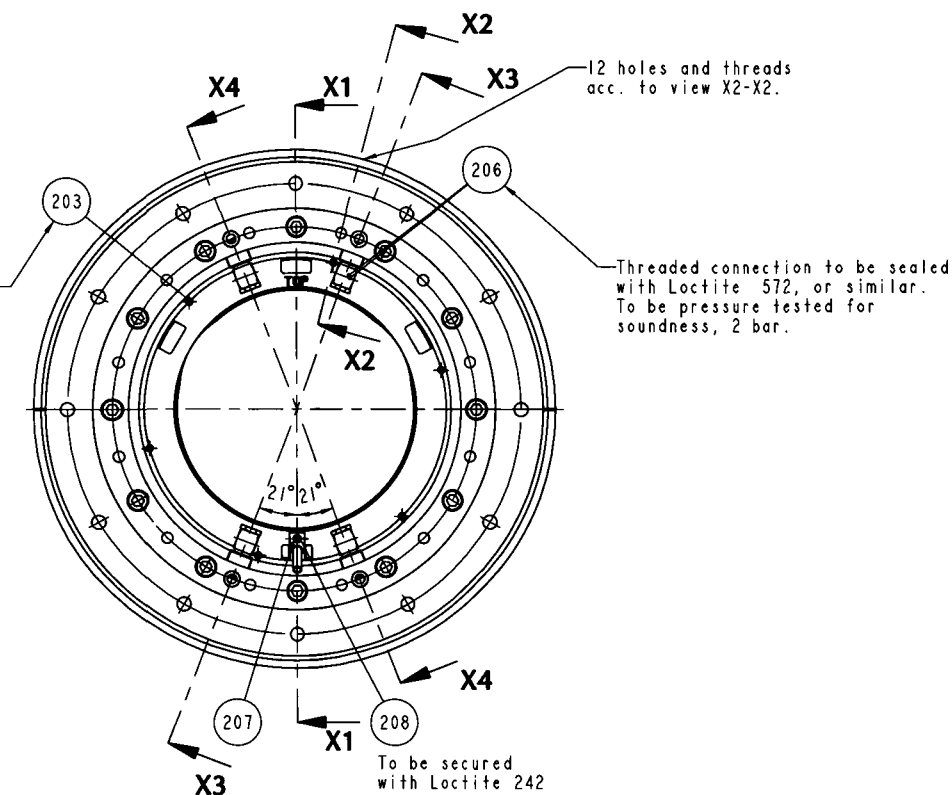 X2
12 holes and threads
acc. to view X2-X2.
X3
X4
X1
206
203
TOP
Threaded connection to be sealed
with Loctite 572, or similar.
To be pressure tested for
soundness, 2 bar.
X2
21° 21°
X4
207
208
X1
To be secured
with Loctite 242
X3